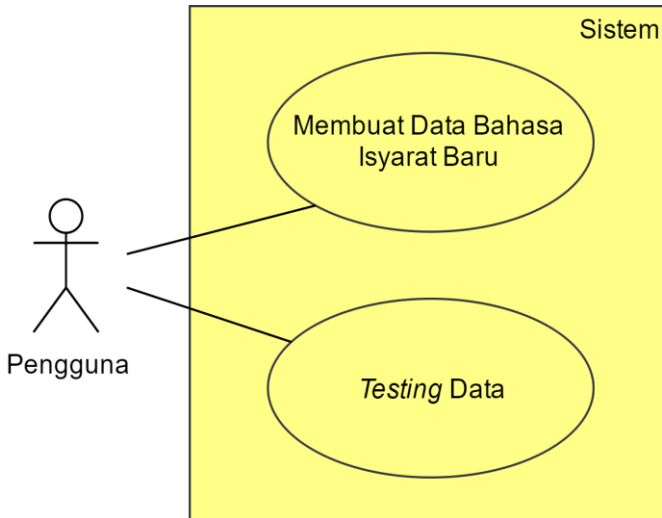 Sistem
Membuat Data Bahasa
Isyarat Baru
Pengguna
Testing Data